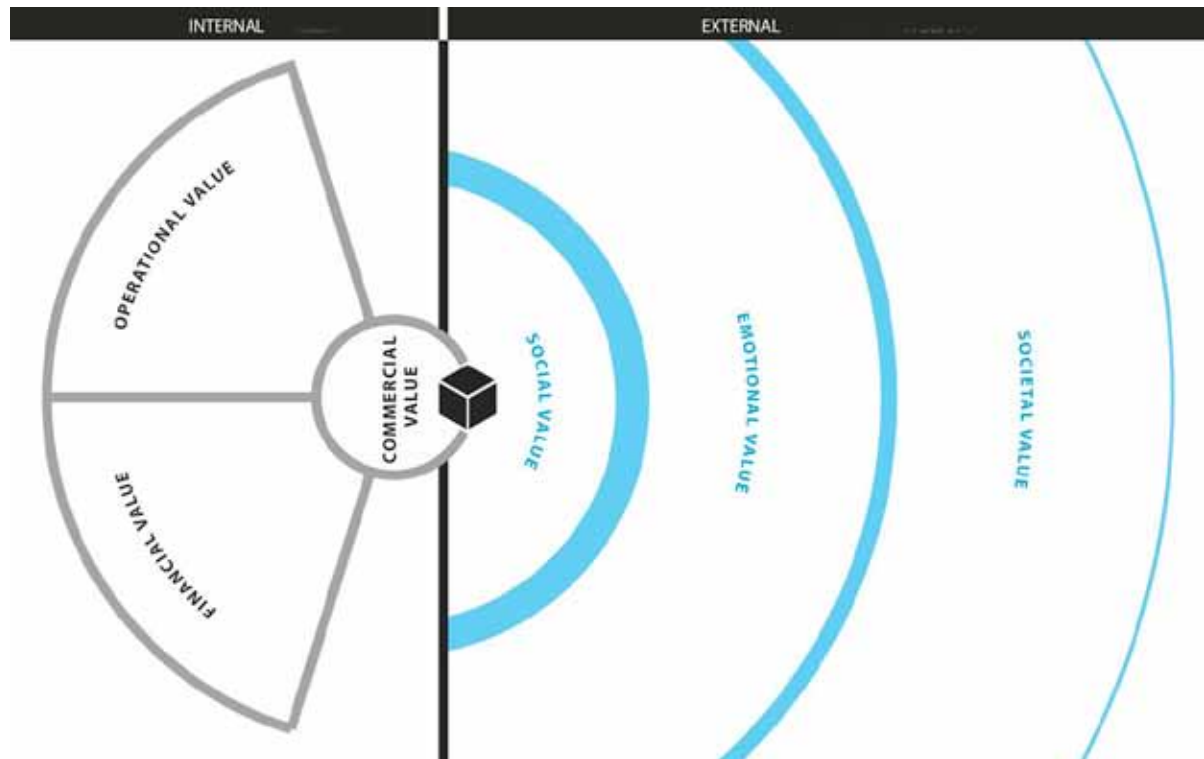 INTERNAL
EXTERNAL
OPERATIONAL VALUE
FINANCIAL VALUE
COMMERCIAL
VALUE
SOCIAL VALUE
EMOTIONAL VALUE
SOCIETAL VALUE